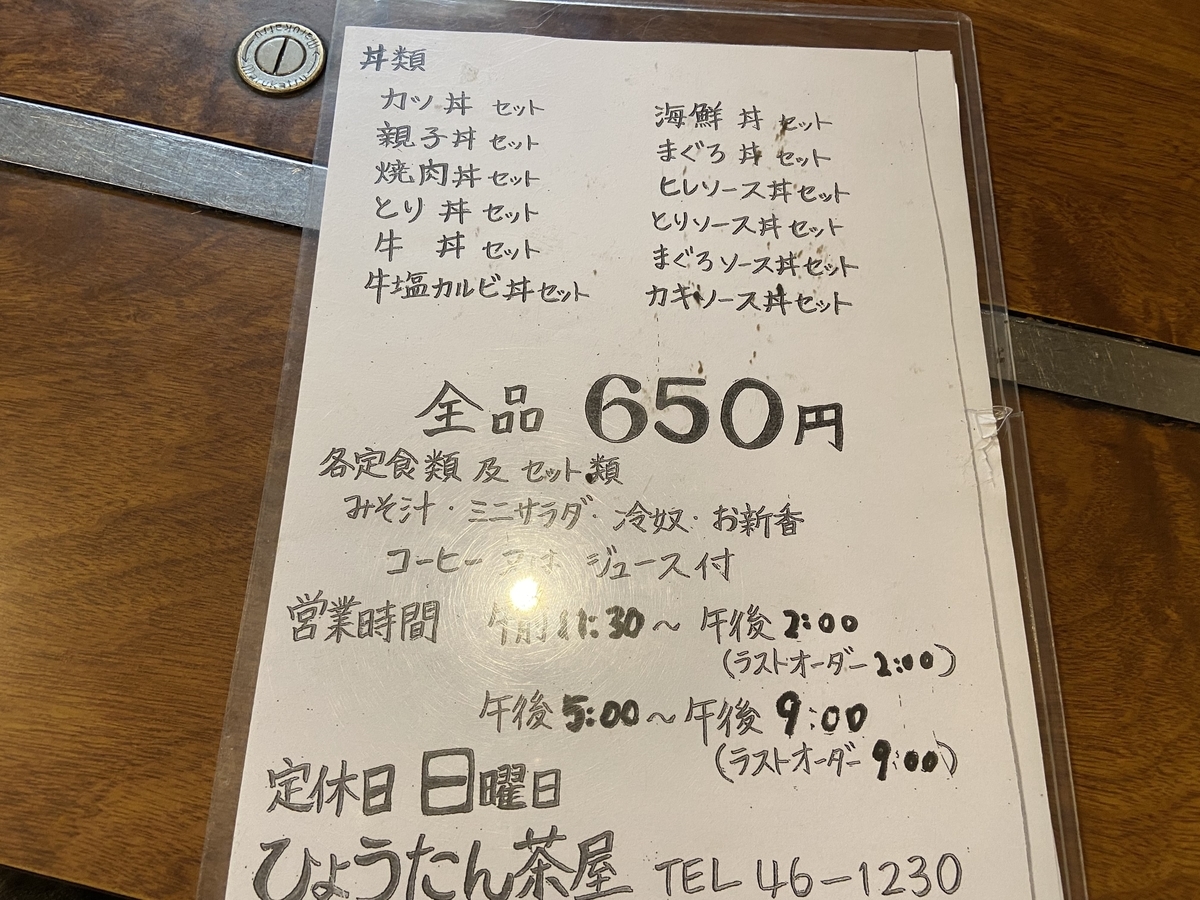 丼類
カツ丼 セット
親子丼 セット
焼肉丼 セット
とり丼 セット
牛 丼 セット
牛塩カルビ丼セット
海鮮丼 セット
まぐろ丼 セット
ヒレソース丼セット
とりソース丼セット
まぐろソース丼セット
カキソース丼セット
全品 650円
各定食類及セット類
みそ汁・ミニサラダ・冷奴・お新香
コーヒー又はジュース付
営業時間 午前11:30～午後2:00
(ラストオーダー2:00)
午後5:00～午後9:00
(ラストオーダー9:00)
定休日 日曜日
ひょうたん茶屋 TEL 46-1230